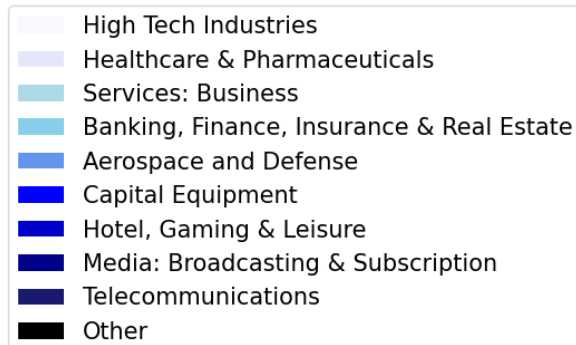 High Tech Industries
Healthcare & Pharmaceuticals
Services: Business
Banking, Finance, Insurance & Real Estate
Aerospace and Defense
Capital Equipment
Hotel, Gaming & Leisure
Media: Broadcasting & Subscription
Telecommunications
Other